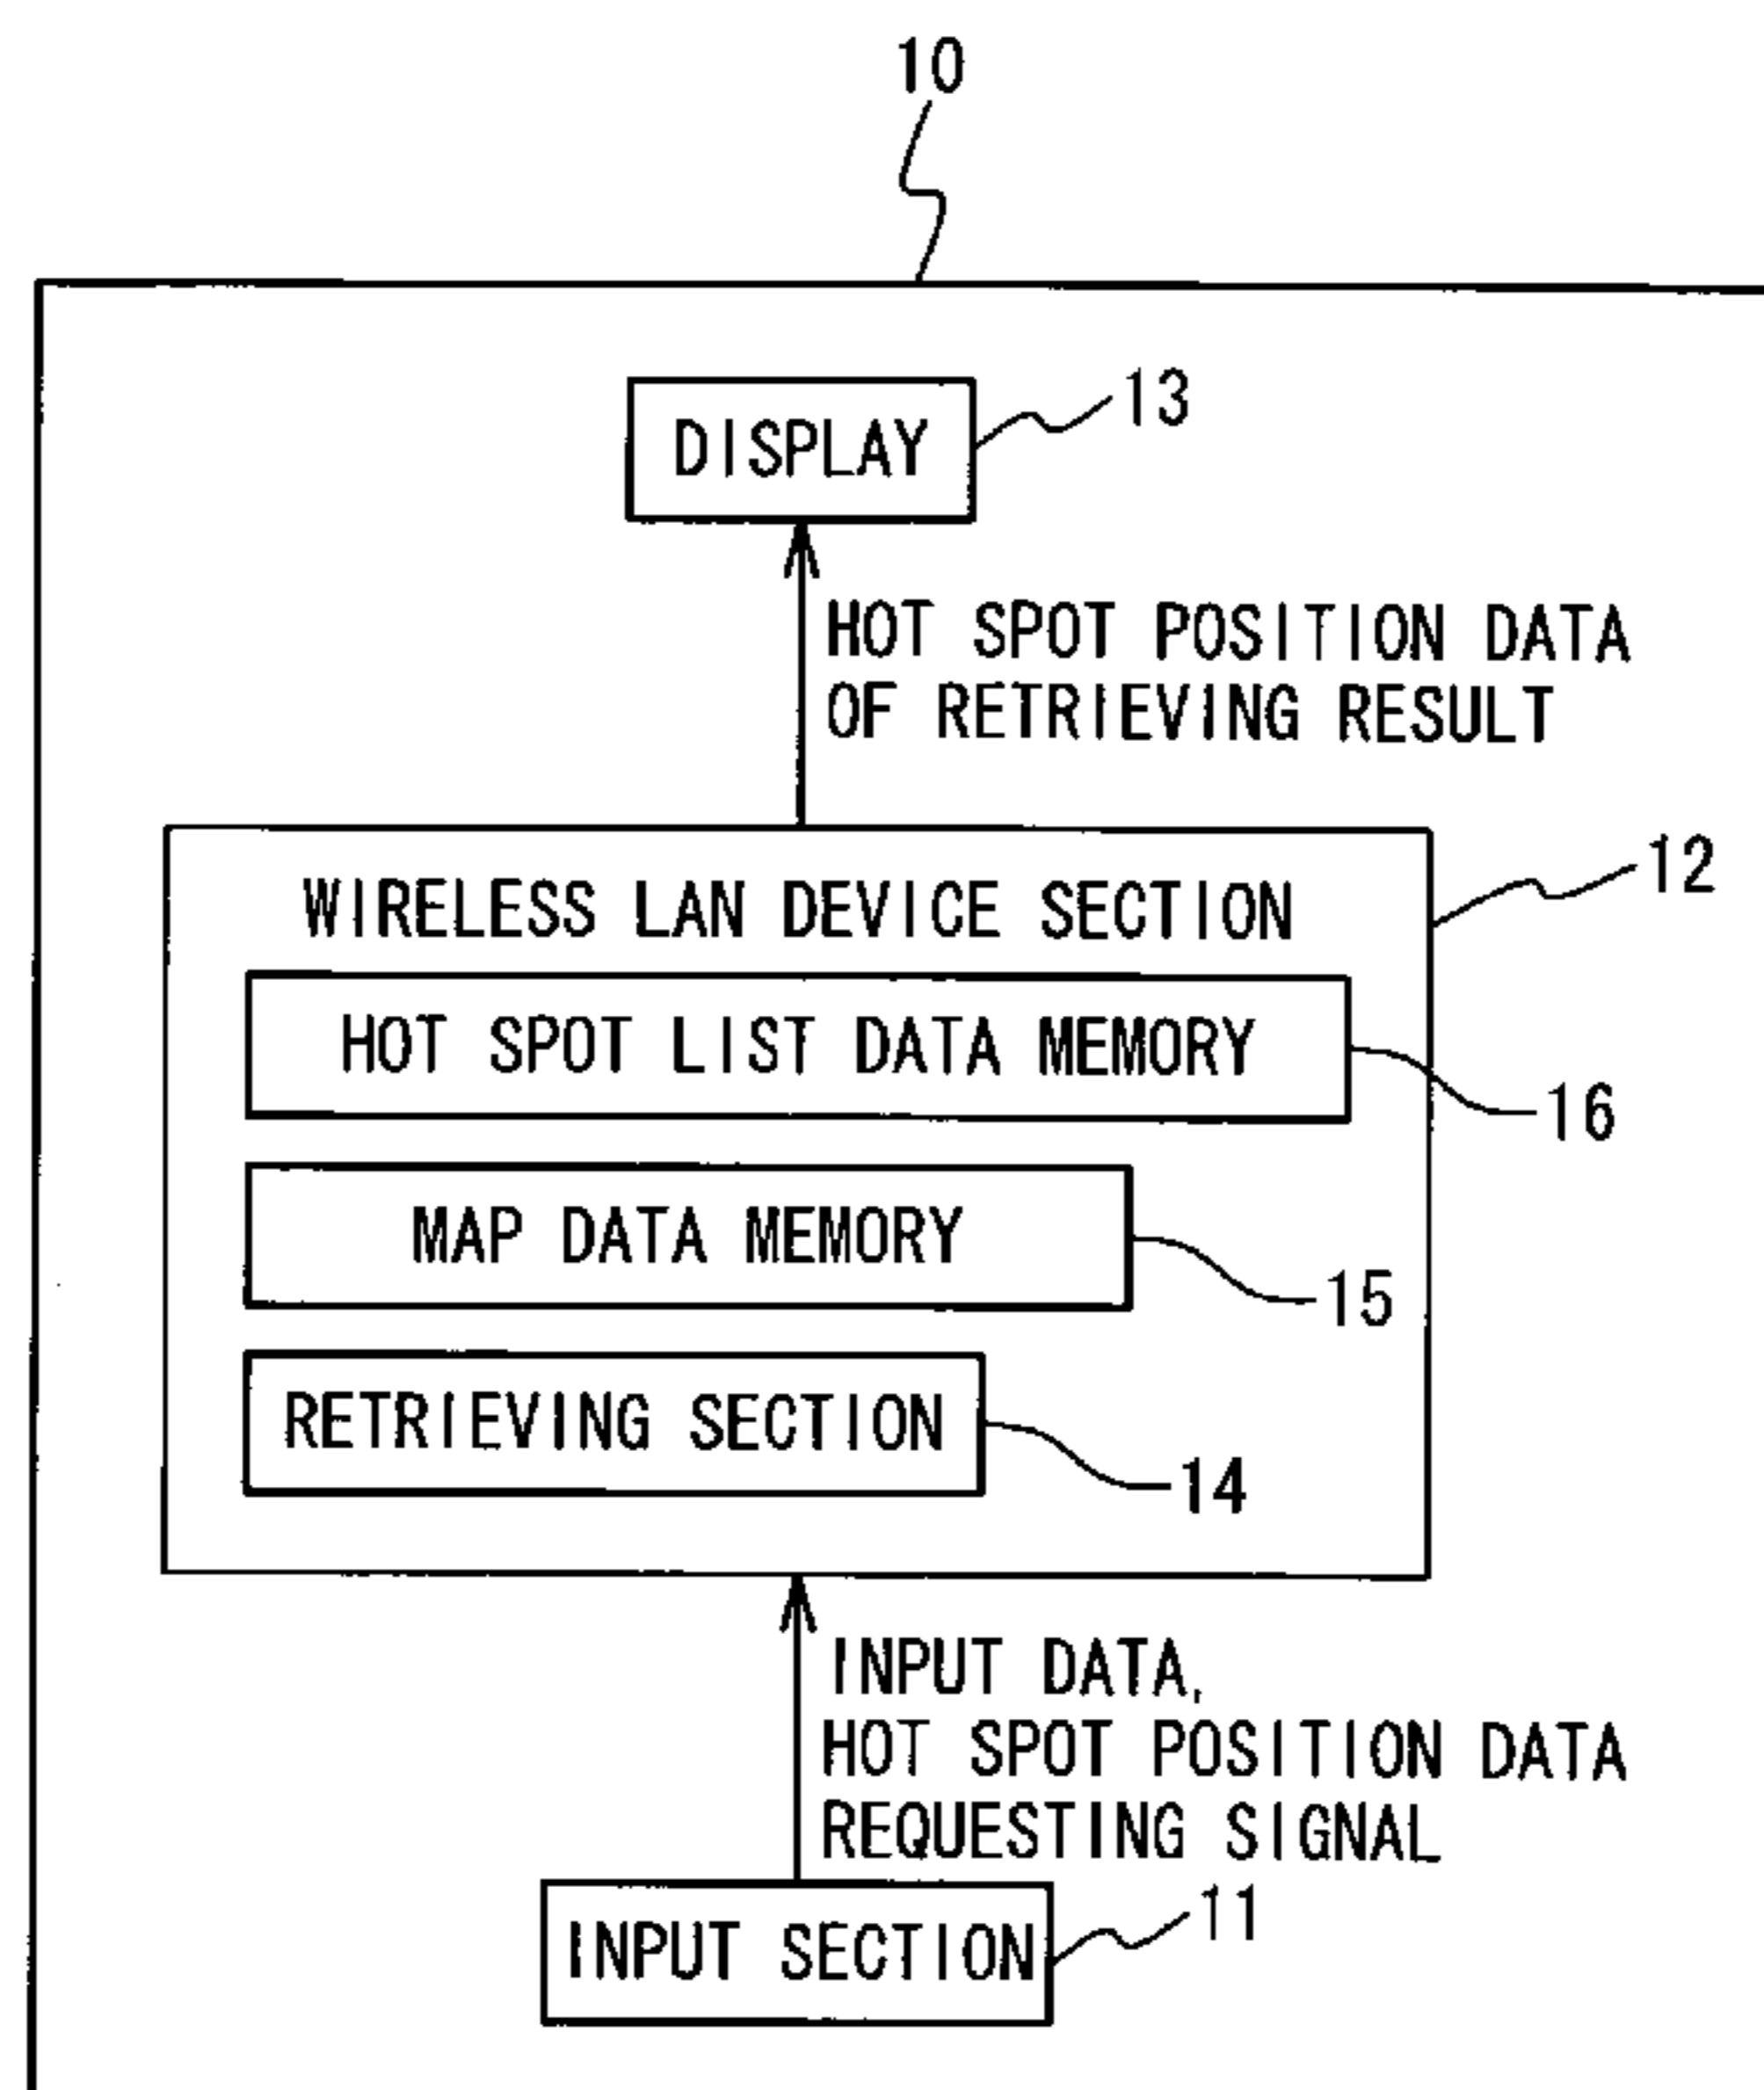 10
DISPLAY
13
HOT SPOT POSITION DATA
OF RETRIEVING RESULT
12
WIRELESS LAN DEVICE SECTION
HOT SPOT LIST DATA MEMORY
16
MAP DATA MEMORY
15
RETRIEVING SECTION
14
INPUT DATA,
HOT SPOT POSITION DATA
REQUESTING SIGNAL
11
INPUT SECTION